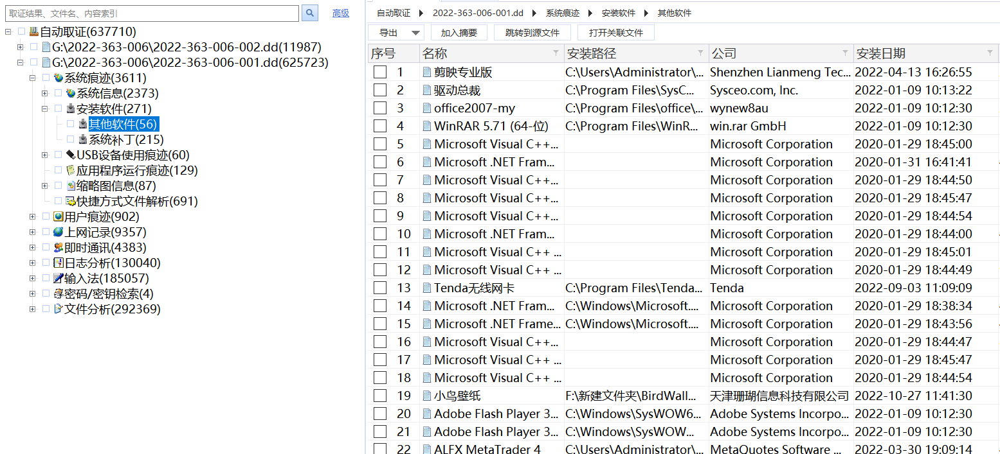 取证结果、文件名、内容索引
高级
自动取证(637710)
G:\2022-363-006\2022-363-006-002.dd(11987)
G:\2022-363-006\2022-363-006-001.dd(625723)
系统痕迹(3611)
系统信息(2373)
安装软件(271)
其他软件(56)
系统补丁(215)
USB设备使用痕迹(60)
应用程序运行痕迹(129)
缩略图信息(87)
快捷方式文件解析(691)
用户痕迹(902)
上网记录(9357)
即时通讯(4383)
日志分析(130040)
输入法(185057)
密码/密钥检索(4)
文件分析(292369)
自动取证 2022-363-006-001.dd 系统痕迹 安装软件 其他软件
导出 加入摘要 跳转到源文件 打开关联文件
序号 名称 安装路径 公司 安装日期
1 剪映专业版 C:\Users\Administrator\... Shenzhen Lianmeng Tec... 2022-04-13 16:26:55
2 驱动总裁 C:\Program Files\SysC... Sysceo.com, Inc. 2022-01-09 10:13:22
3 office2007-my C:\Program Files\office\... wynew8au 2022-01-09 10:12:30
4 WinRAR 5.71 (64-位) C:\Program Files\WinR... win.rar GmbH 2022-01-09 10:12:30
5 Microsoft Visual C++... Microsoft Corporation 2020-01-29 18:45:00
6 Microsoft .NET Fram... Microsoft Corporation 2020-01-31 16:41:41
7 Microsoft Visual C++... Microsoft Corporation 2020-01-29 18:44:50
8 Microsoft Visual C++... Microsoft Corporation 2020-01-29 18:45:47
9 Microsoft Visual C++... Microsoft Corporation 2020-01-29 18:44:54
10 Microsoft .NET Fram... Microsoft Corporation 2020-01-29 18:44:00
11 Microsoft Visual C++ ... Microsoft Corporation 2020-01-29 18:45:01
12 Microsoft Visual C++ ... Microsoft Corporation 2020-01-29 18:44:49
13 Tenda无线网卡 C:\Program Files\Tenda... Tenda 2022-09-03 11:09:09
14 Microsoft .NET Fram... C:\Windows\Microsoft.... Microsoft Corporation 2020-01-29 18:38:34
15 Microsoft .NET Frame... C:\Windows\Microsoft.... Microsoft Corporation 2020-01-29 18:43:56
16 Microsoft Visual C++... Microsoft Corporation 2020-01-29 18:44:47
17 Microsoft Visual C++ ... Microsoft Corporation 2020-01-29 18:45:47
18 Microsoft Visual C++ ... Microsoft Corporation 2020-01-29 18:44:54
19 小鸟壁纸 F:\新建文件夹\BirdWall... 天津珊瑚信息科技有限公司 2022-10-27 11:41:30
20 Adobe Flash Player 3... C:\Windows\SysWOW6... Adobe Systems Incorpo... 2022-01-09 10:12:30
21 Adobe Flash Player 3... C:\Windows\SysWOW... Adobe Systems Incorpo... 2022-01-09 10:12:30
22 ALFX MetaTrader 4 C:\Users\Administrator\... MetaQuotes Software ... 2022-03-30 19:09:14